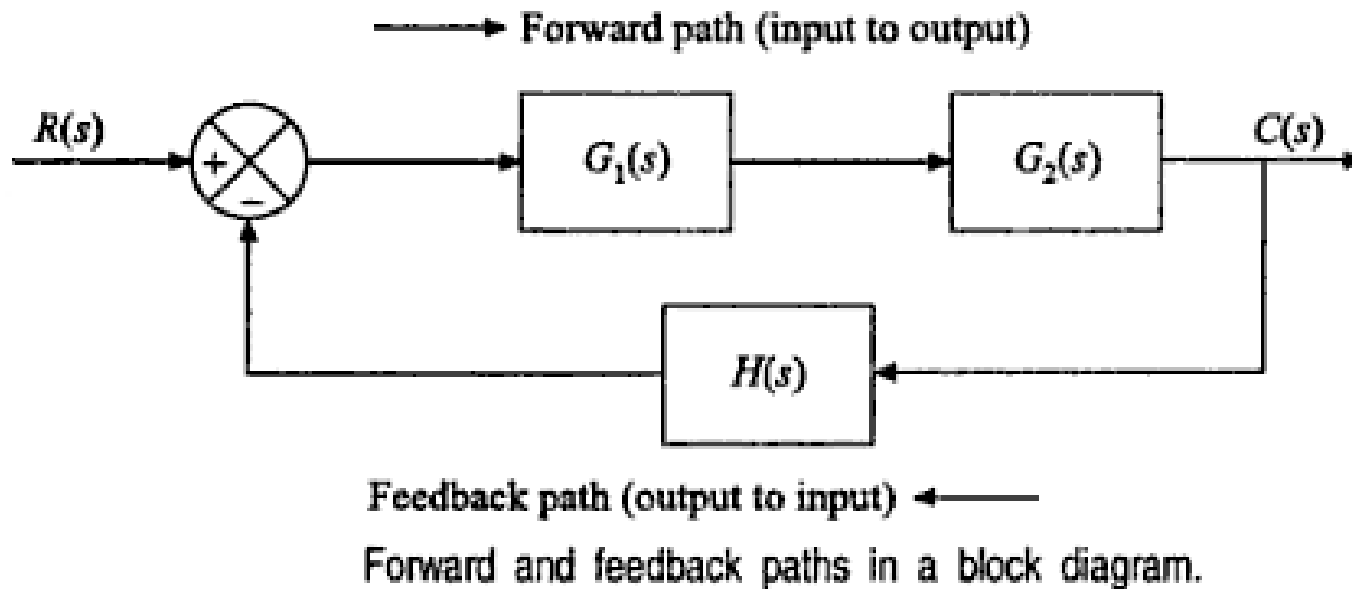 Forward path (input to output)
R(s)
C(s)
+
−
G₁(s)
G₂(s)
H(s)
Feedback path (output to input)
Forward and feedback paths in a block diagram.